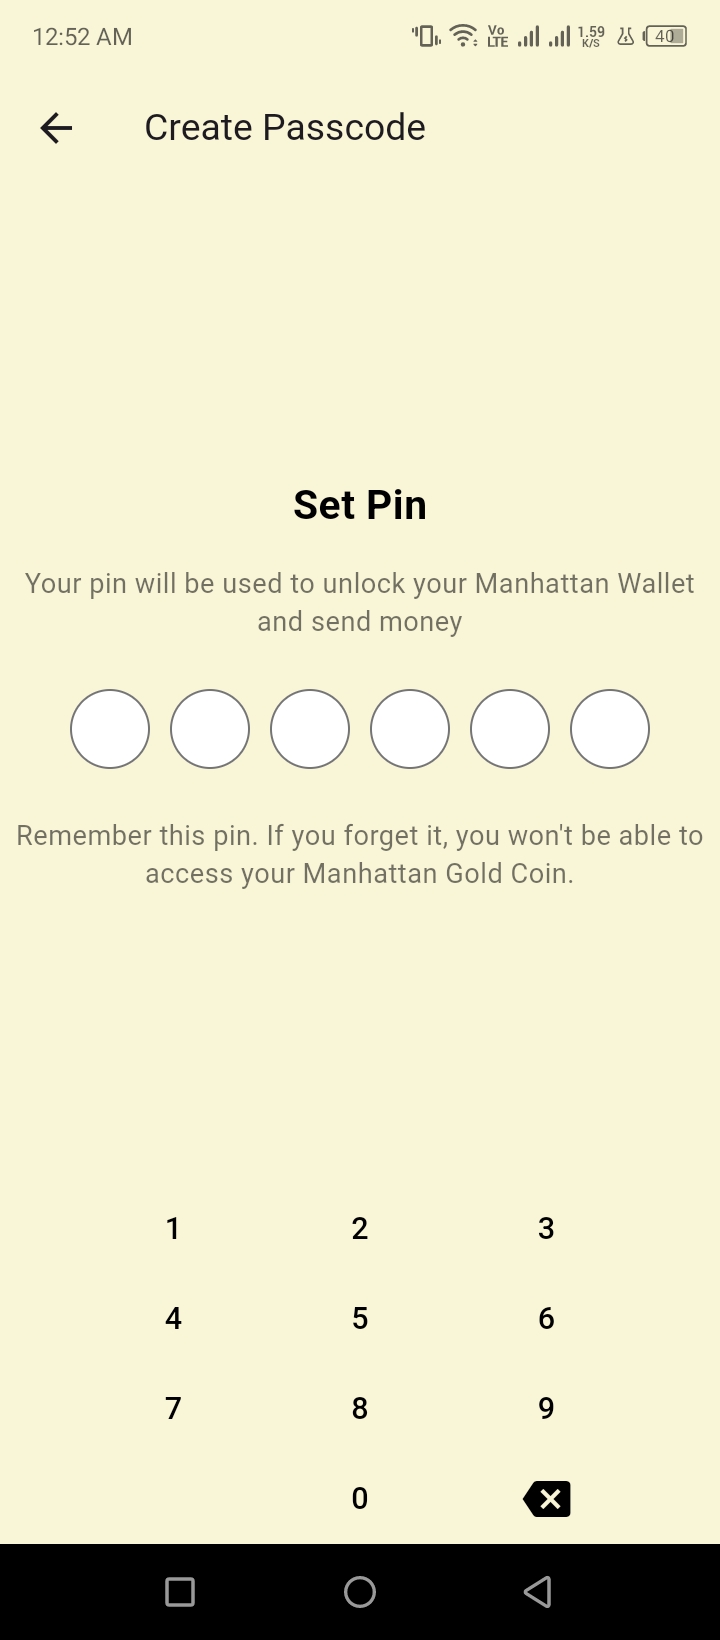 12:52 AM
Vo LTE
1.59 K/S
40
Create Passcode
Set Pin
Your pin will be used to unlock your Manhattan Wallet
and send money
Remember this pin. If you forget it, you won't be able to
access your Manhattan Gold Coin.
1 2 3
4 5 6
7 8 9
0